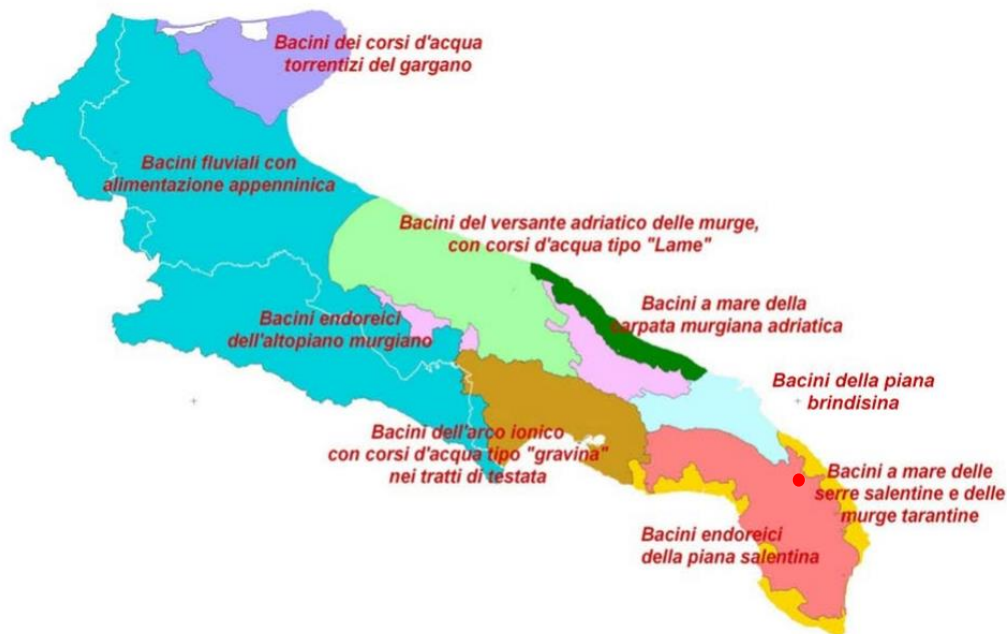 Bacini dei corsi d'acqua
torrentizi del gargano
Bacini fluviali con
alimentazione appenninica
Bacini del versante adriatico delle murge,
con corsi d'acqua tipo "Lame"
Bacini a mare della
carpata murgiana adriatica
Bacini endoreici
dell'altopiano murgiano
Bacini della piana
brindisina
Bacini dell'arco ionico
con corsi d'acqua tipo "gravina"
nei tratti di testata
Bacini a mare delle
serre salentine e delle
murge tarantine
Bacini endoreici
della piana salentina